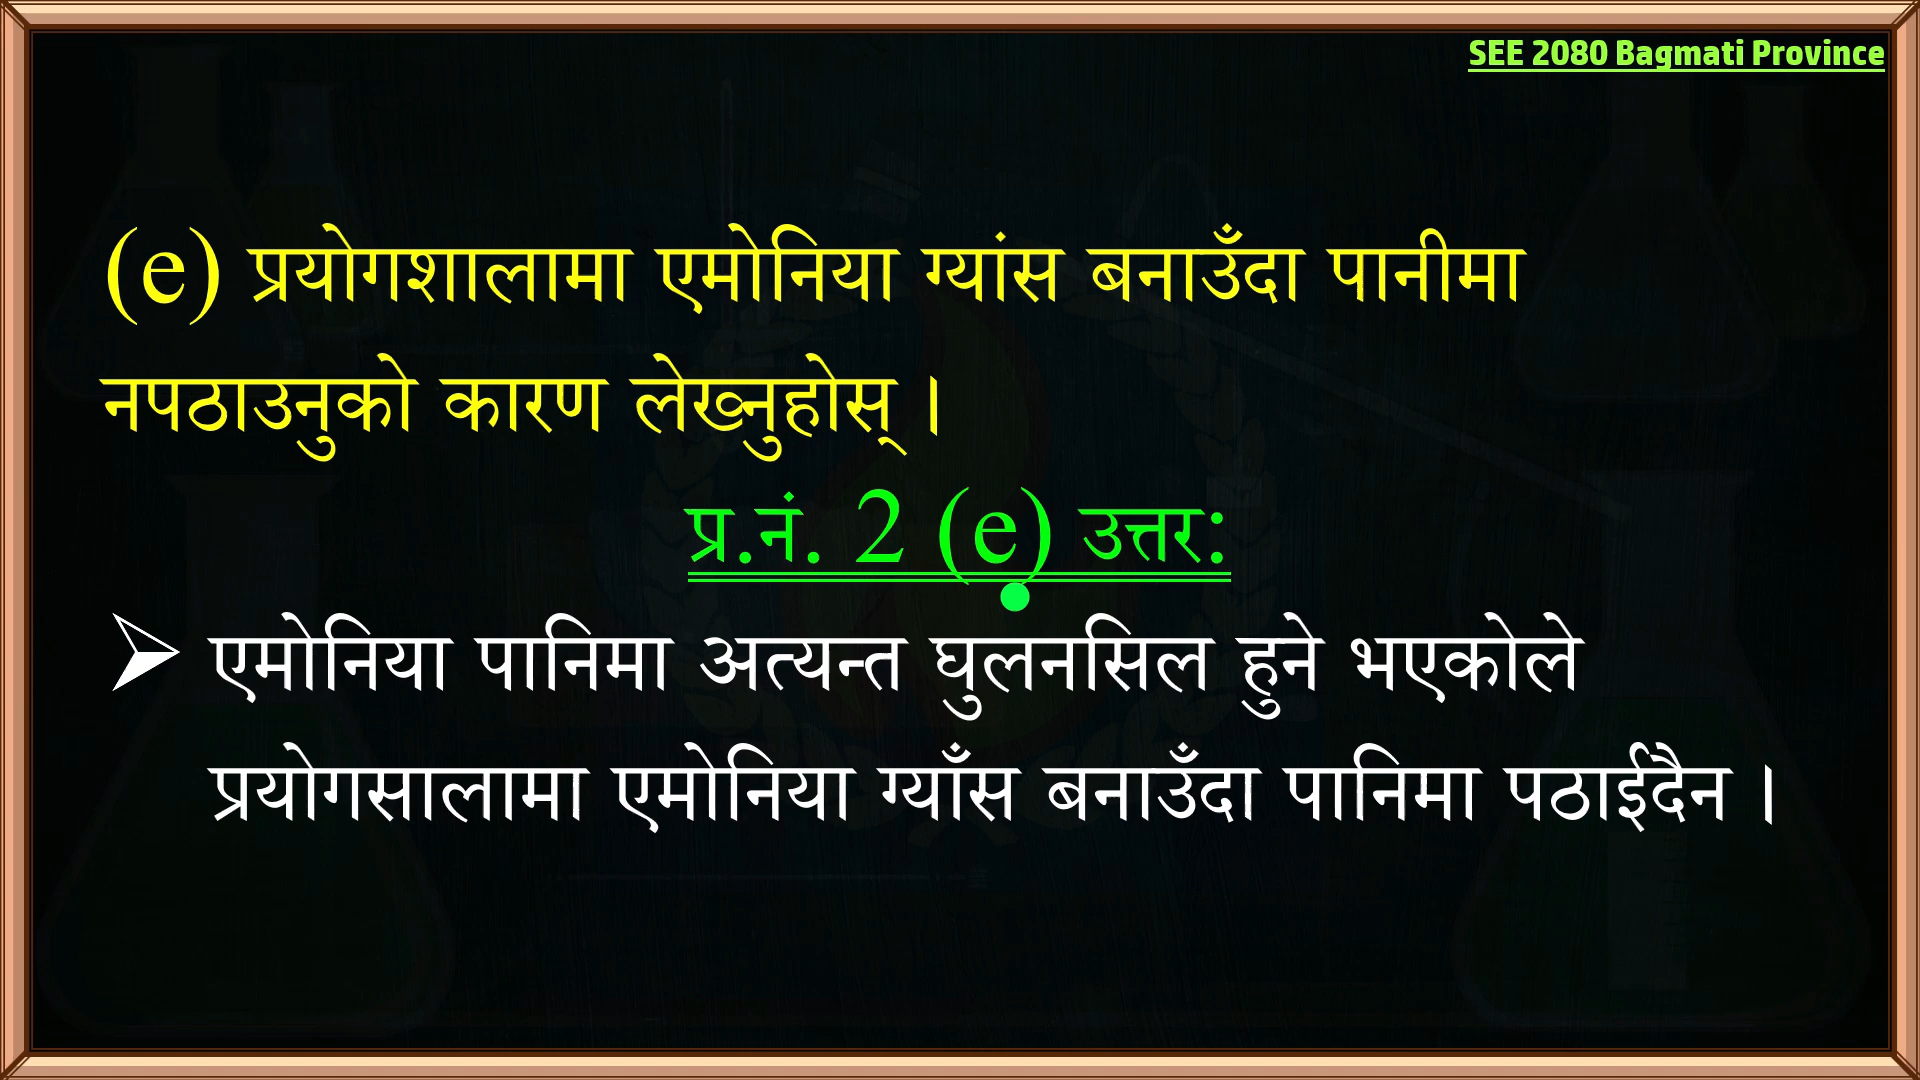 SEE 2080 Bagmati Province
(e) प्रयोगशालामा एमोनिया ग्यांस बनाउँदा पानीमा
नपठाउनुको कारण लेख्नुहोस् ।
प्र.नं. 2 (e) उत्तर:
एमोनिया पानिमा अत्यन्त घुलनसिल हुने भएकोले
प्रयोगसालामा एमोनिया ग्याँस बनाउँदा पानिमा पठाईदैन ।